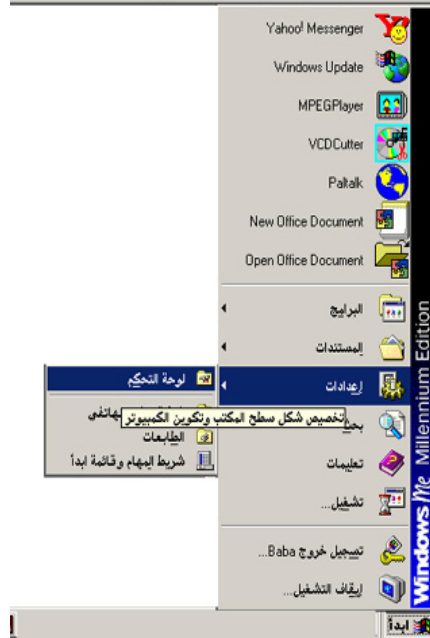 Yahoo! Messenger
Windows Update
MPEGPlayer
VCDCutter
Paltalk
New Office Document
Open Office Document
البرامج
المستندات
إعدادات
بحث
تعليمات
تشغيل...
تسجيل خروج Baba...
إيقاف التشغيل...
لوحة التحكم
تخصيص شكل سطح المكتب وتكوين الكمبيوتر
الطابعات
شريط المهام وقائمة ابدأ
Windows Me Millennium Edition
ابدأ